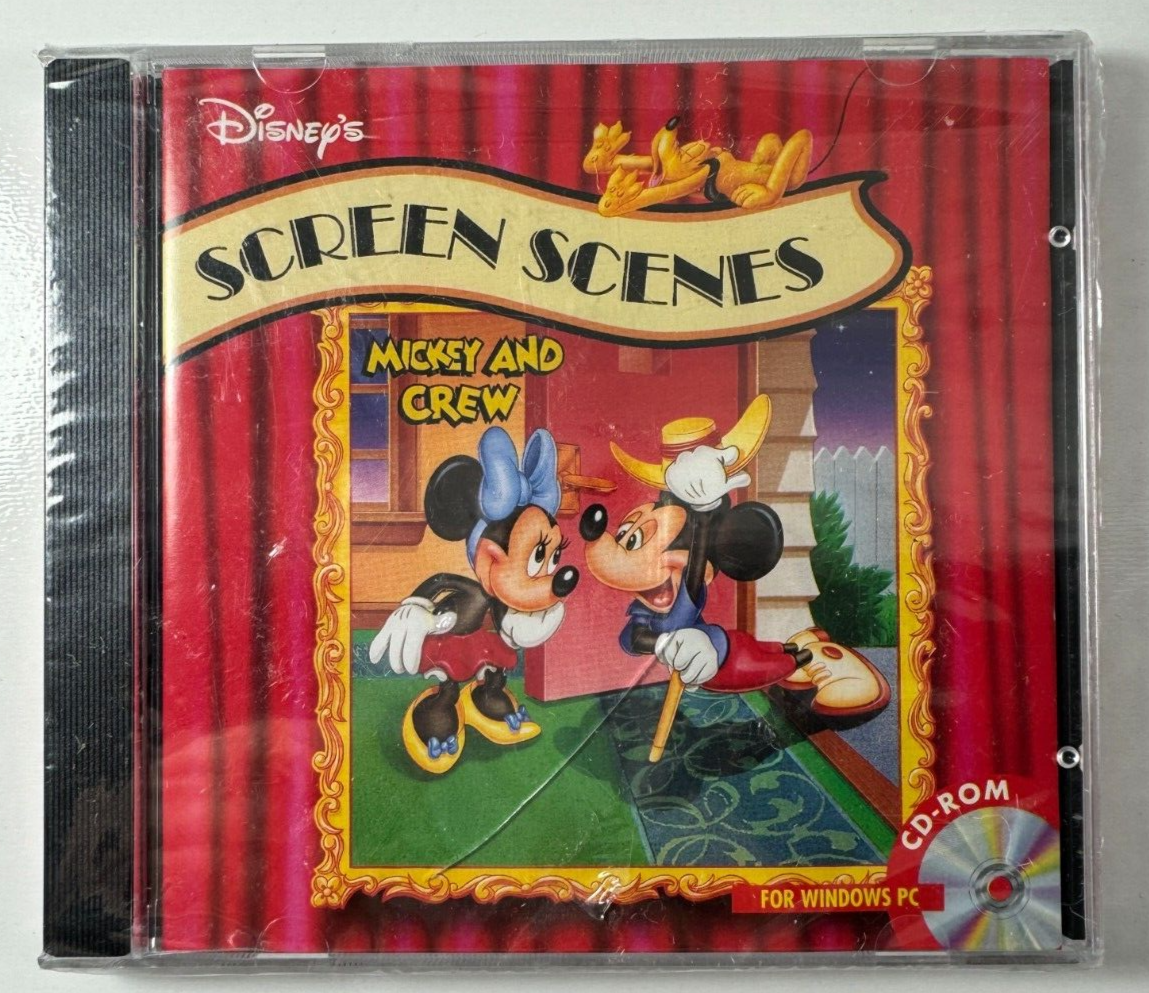 Disney's
SCREEN SCENES
MICKEY AND
CREW
CD-ROM
FOR WINDOWS PC